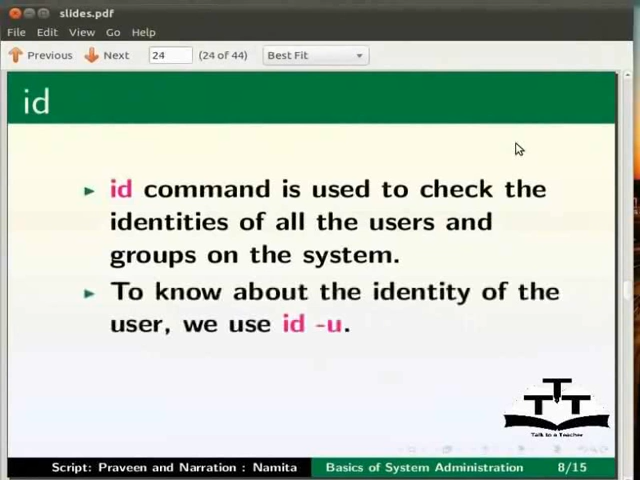 slides.pdf
File Edit View Go Help
Previous Next 24 (24 of 44) Best Fit
id
id command is used to check the
identities of all the users and
groups on the system.
To know about the identity of the
user, we use id -u.
TTT
Talk to a Teacher
Script: Praveen and Narration : Namita Basics of System Administration 8/15